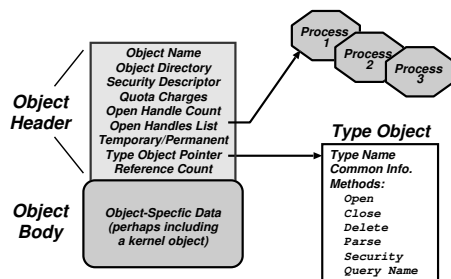 Object Header
Object Name
Object Directory
Security Descriptor
Quota Charges
Open Handle Count
Open Handles List
Temporary/Permanent
Type Object Pointer
Reference Count
Process 1
Process 2
Process 3
Object Body
Object-Specfic Data
(perhaps including
a kernel object)
Type Object
Type Name
Common Info.
Methods:
Open
Close
Delete
Parse
Security
Query Name